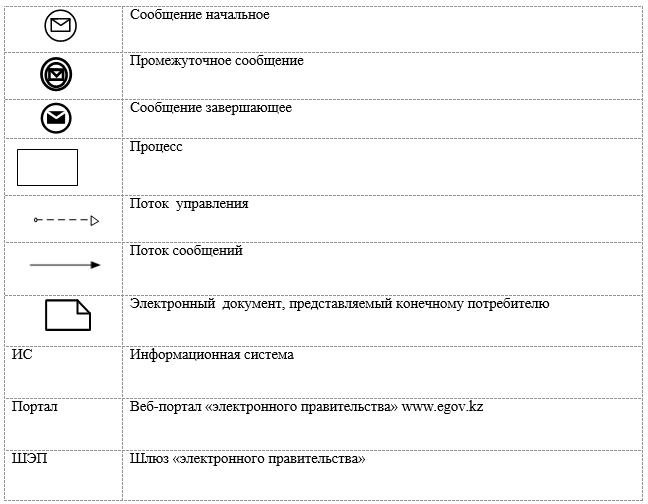 Сообщение начальное
Промежуточное сообщение
Сообщение завершающее
Процесс
Поток управления
Поток сообщений
Электронный документ, представляемый конечному потребителю
ИС Информационная система
Портал Веб-портал «электронного правительства» www.egov.kz
ШЭП Шлюз «электронного правительства»